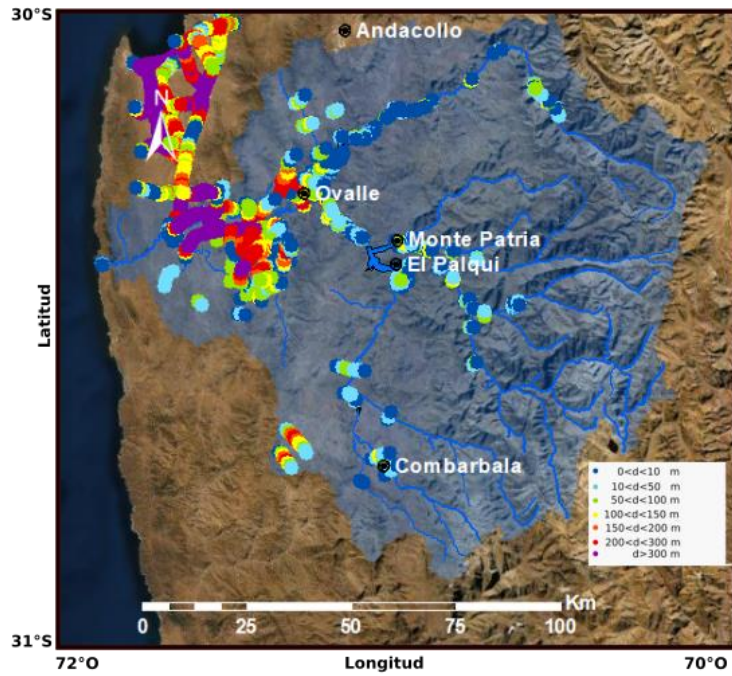 30°S
Andacollo
N
Ovalle
Monte Patria
El Palqui
Latitud
Combarbala
0<d<10 m
10<d<50 m
50<d<100 m
100<d<150 m
150<d<200 m
200<d<300 m
d>300 m
Km
0 25 50 75 100
31°S
72°O Longitud 70°O